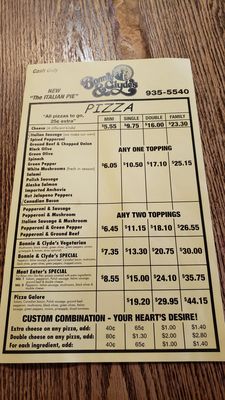 Cash Only
Bonnie & Clyde's
NEW
"The ITALIAN PIE"
935-5540
PIZZA
"All pizzas to go,
25¢ extra"
MINI SINGLE DOUBLE FAMILY
Cheese $5.55 $9.75 $16.00 $23.30
Italian Sausage
Spiced Pepperoni
Ground Beef & Chopped Onion
Black Olive
Green Olive
Spinach
Green Pepper
White Mushrooms
Salami
Polish Sausage
Alaska Salmon
Imported Anchovie
Hot Jalapeno Peppers
Canadian Bacon
ANY ONE TOPPING
$6.05 $10.50 $17.10 $25.15
Pepperoni & Sausage
Pepperoni & Mushroom
Italian Sausage & Mushroom
Pepperoni & Green Pepper
Pepperoni & Ground Beef
ANY TWO TOPPINGS
$6.45 $11.15 $18.10 $26.55
Bonnie & Clyde's Vegetarian
Bonnie & Clyde's SPECIAL
$7.35 $13.30 $20.75 $30.00
Meat Eater's SPECIAL
$8.55 $15.00 $24.10 $35.75
Pizza Galore
$19.20 $29.95 $44.15
CUSTOM COMBINATION - YOUR HEART'S DESIRE!
Extra cheese on any pizza, add: 40¢ 65¢ $1.00 $1.40
Double cheese on any pizza, add: 80¢ $1.30 $2.00 $2.80
For each ingredient, add: 40¢ 65¢ $1.00 $1.40